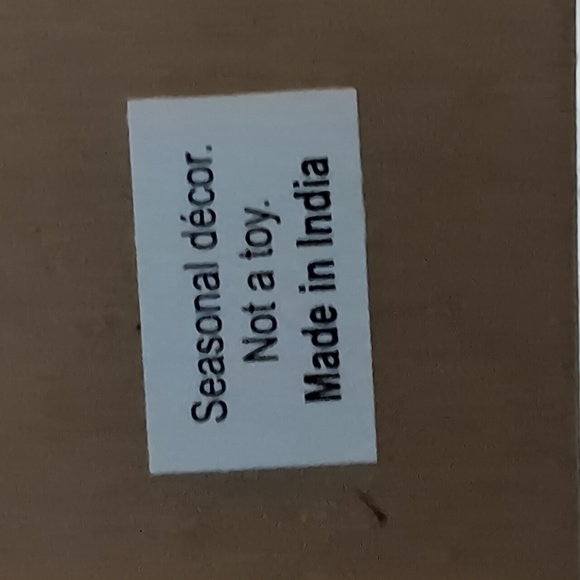 Seasonal décor.
Not a toy.
Made in India